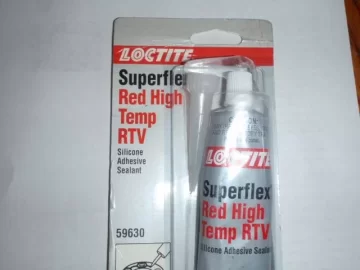 LOCTITE
Superflex
Red High
Temp RTV
Silicone
Adhesive
Sealant
59630
LOCTITE
Superflex
Red High
Temp RTV
Silicone Adhesive Sealant